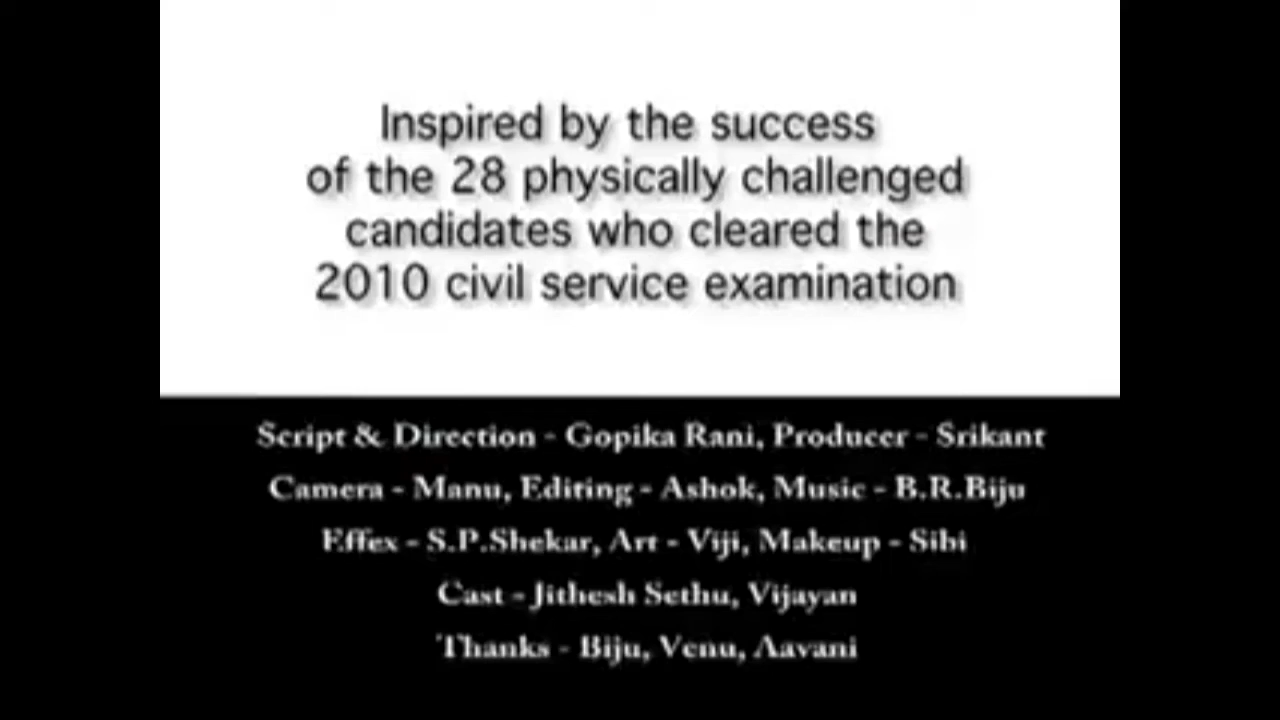 Inspired by the success
of the 28 physically challenged
candidates who cleared the
2010 civil service examination
Script & Direction - Gopika Rani, Producer - Srikant
Camera - Manu, Editing - Ashok, Music - B.R.Biju
Effex - S.P.Shekar, Art - Viji, Makeup - Sibi
Cast - Jithesh Sethu, Vijayan
Thanks - Biju, Venu, Aavani